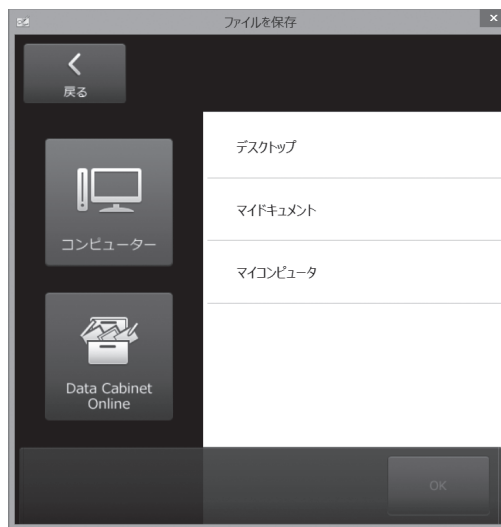 ファイルを保存
戻る
デスクトップ
コンピューター
マイドキュメント
マイコンピュータ
Data Cabinet
Online
OK